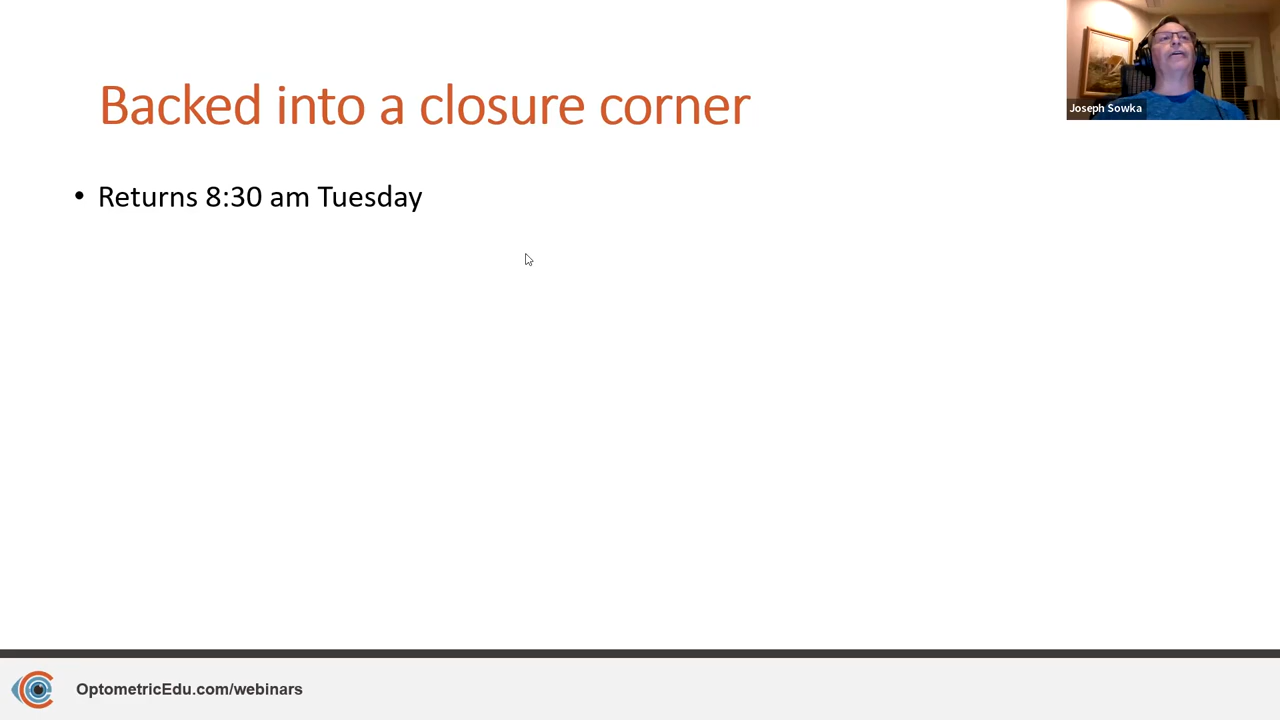 Backed into a closure corner
Joseph Sowka
• Returns 8:30 am Tuesday
OptometricEdu.com/webinars